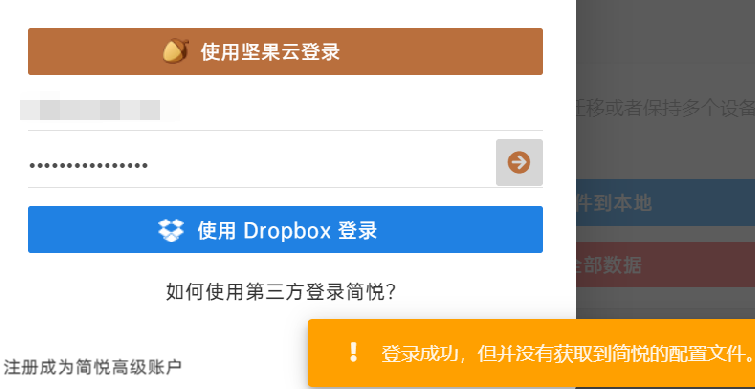 使用坚果云登录
迁移或者保持多个设备
••••••••••••••••
件到本地
使用 Dropbox 登录
全部数据
如何使用第三方登录简悦？
! 登录成功，但并没有获取到简悦的配置文件。
注册成为简悦高级账户